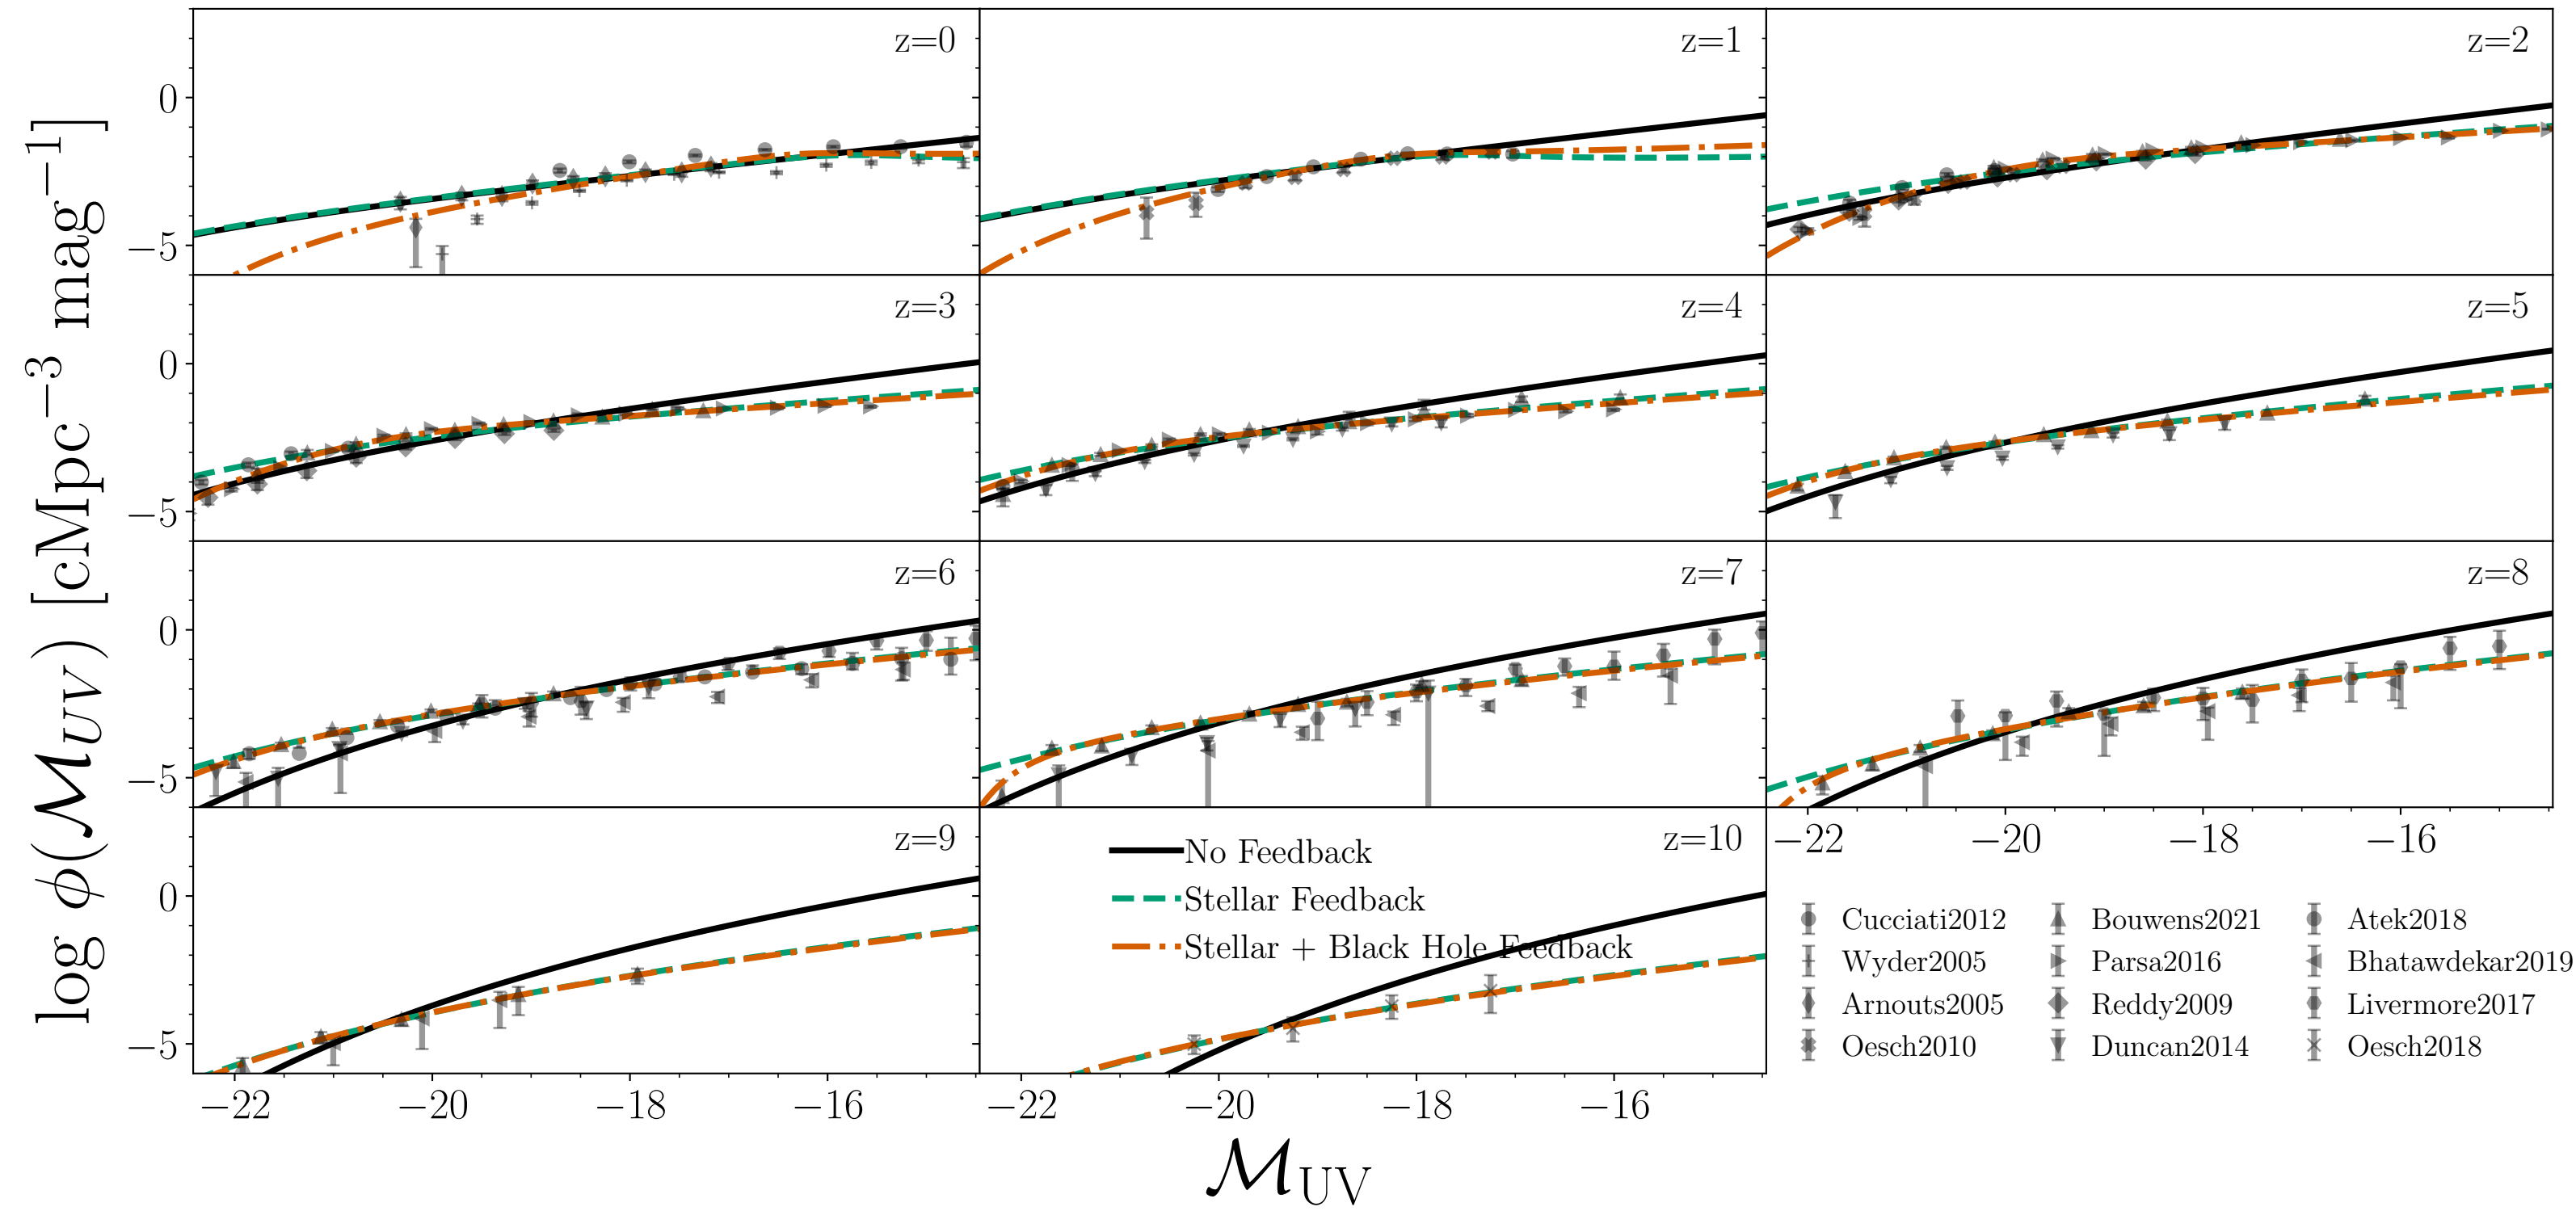 z=0
z=1
z=2
0
−5
z=3
z=4
z=5
0
−5
z=6
z=7
z=8
0
−5
−22 −20 −18 −16
z=9
z=10
0
−5
−22 −20 −18 −16
−22 −20 −18 −16
log ϕ(ℳ_UV) [cMpc⁻³ mag⁻¹]
ℳ_UV
No Feedback
Stellar Feedback
Stellar + Black Hole Feedback
Cucciati2012
Wyder2005
Arnouts2005
Oesch2010
Bouwens2021
Parsa2016
Reddy2009
Duncan2014
Atek2018
Bhatawdekar2019
Livermore2017
Oesch2018